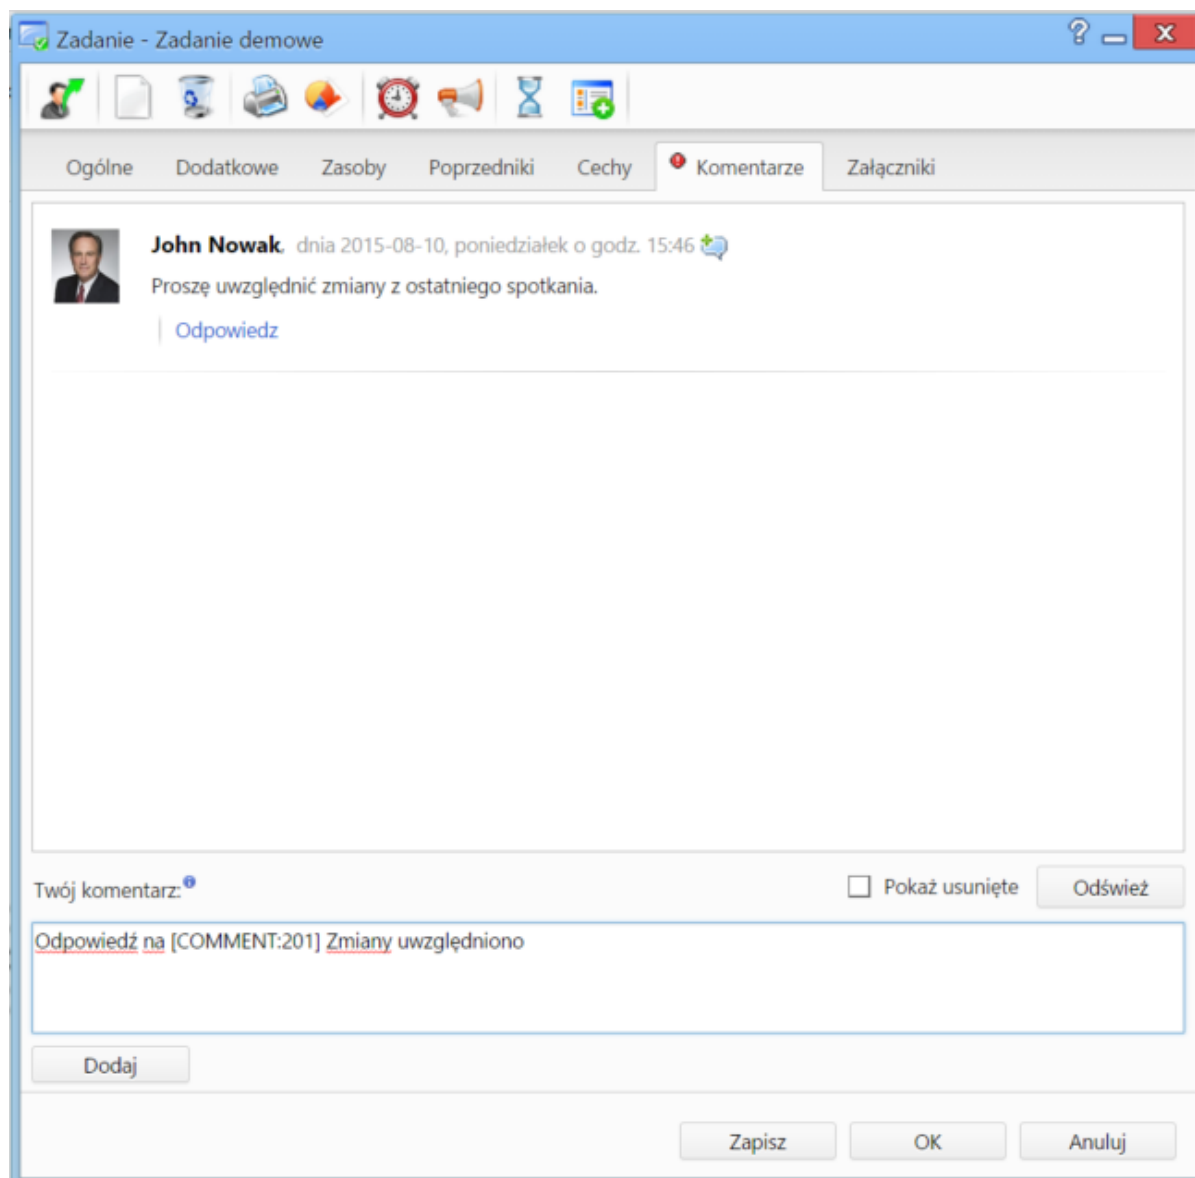 Zadanie - Zadanie demowe
Ogólne Dodatkowe Zasoby Poprzedniki Cechy Komentarze Załączniki
John Nowak, dnia 2015-08-10, poniedziałek o godz. 15:46
Proszę uwzględnić zmiany z ostatniego spotkania.
Odpowiedz
Twój komentarz: Pokaż usunięte Odśwież
Odpowiedź na [COMMENT:201] Zmiany uwzględniono
Dodaj
Zapisz OK Anuluj